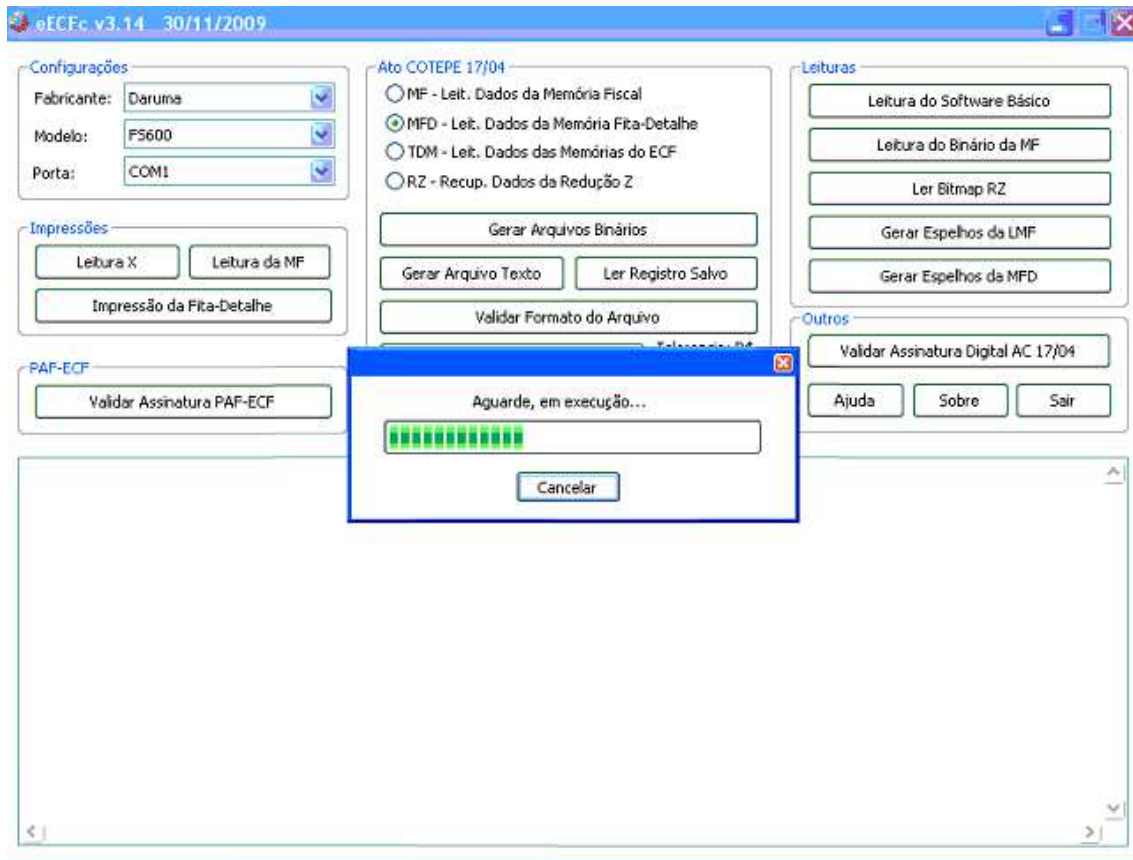 eECFc v3.14 30/11/2009
Configurações
Fabricante: Daruma
Modelo: FS600
Porta: COM1
Impressões
Leitura X Leitura da MF
Impressão da Fita-Detalhe
PAF-ECF
Validar Assinatura PAF-ECF
Ato COTEPE 17/04
MF - Leit. Dados da Memória Fiscal
MFD - Leit. Dados da Memória Fita-Detalhe
TDM - Leit. Dados das Memórias do ECF
RZ - Recup. Dados da Redução Z
Gerar Arquivos Binários
Gerar Arquivo Texto Ler Registro Salvo
Validar Formato do Arquivo
Leituras
Leitura do Software Básico
Leitura do Binário da MF
Ler Bitmap RZ
Gerar Espelhos da LMF
Gerar Espelhos da MFD
Outros
Validar Assinatura Digital AC 17/04
Ajuda Sobre Sair
Aguarde, em execução...
Cancelar